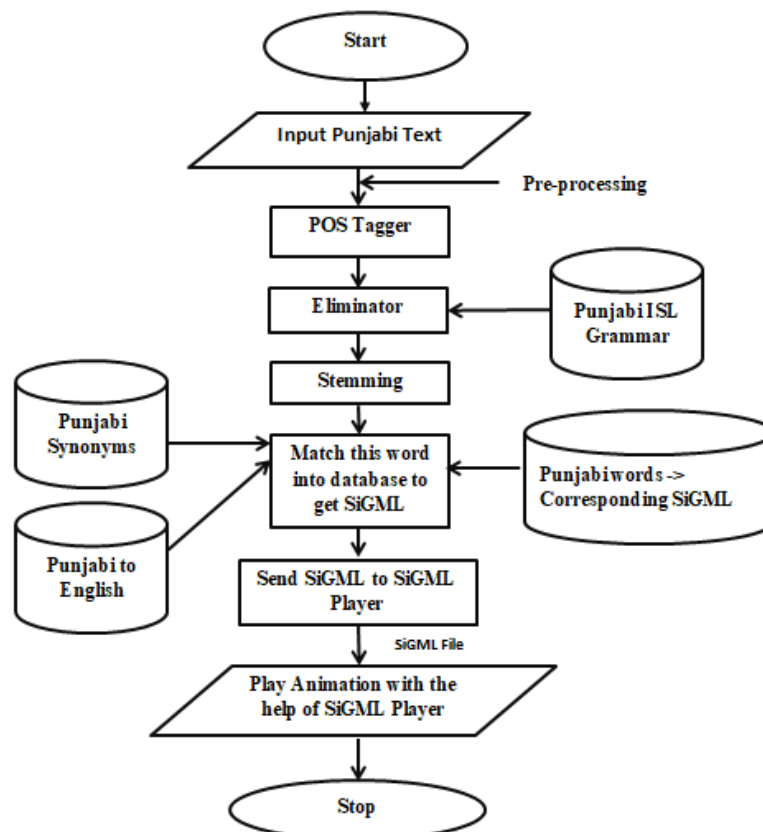 Start
Input Punjabi Text
Pre-processing
POS Tagger
Eliminator
Punjabi ISL
Grammar
Stemming
Punjabi
Synonyms
Match this word
into database to
get SiGML
Punjabi words ->
Corresponding SiGML
Punjabi to
English
Send SiGML to SiGML
Player
SiGML File
Play Animation with the
help of SiGML Player
Stop